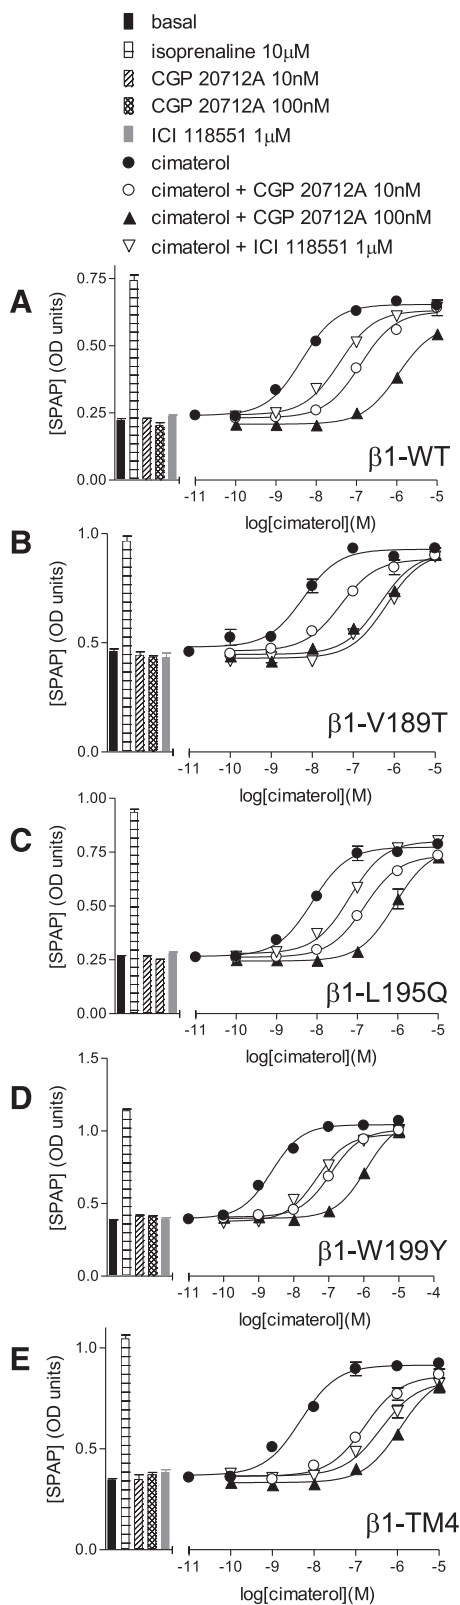 basal
isoprenaline 10μM
CGP 20712A 10nM
CGP 20712A 100nM
ICI 118551 1μM
cimaterol
cimaterol + CGP 20712A 10nM
cimaterol + CGP 20712A 100nM
cimaterol + ICI 118551 1μM
A
[SPAP] (OD units)
0.75
0.50
0.25
0.00
β1-WT
-11 -10 -9 -8 -7 -6 -5
log[cimaterol](M)
B
[SPAP] (OD units)
1.0
0.5
0.0
β1-V189T
-11 -10 -9 -8 -7 -6 -5
log[cimaterol](M)
C
[SPAP] (OD units)
1.00
0.75
0.50
0.25
0.00
β1-L195Q
-11 -10 -9 -8 -7 -6 -5
log[cimaterol](M)
D
[SPAP] (OD units)
1.5
1.0
0.5
0.0
β1-W199Y
-11 -10 -9 -8 -7 -6 -5 -4
log[cimaterol](M)
E
[SPAP] (OD units)
1.0
0.5
0.0
β1-TM4
-11 -10 -9 -8 -7 -6 -5
log[cimaterol](M)